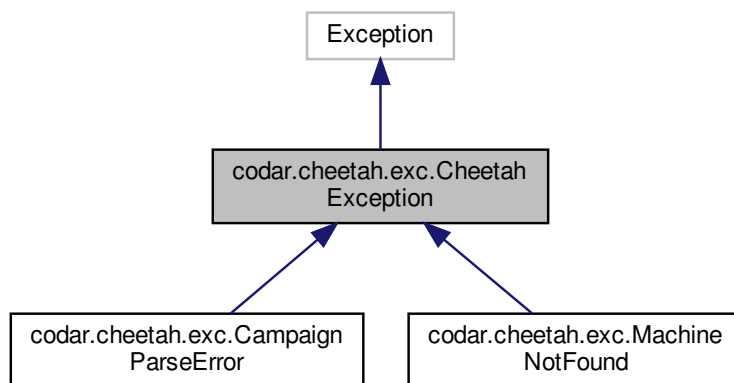 Exception
codar.cheetah.exc.Cheetah
Exception
codar.cheetah.exc.Campaign
ParseError
codar.cheetah.exc.Machine
NotFound